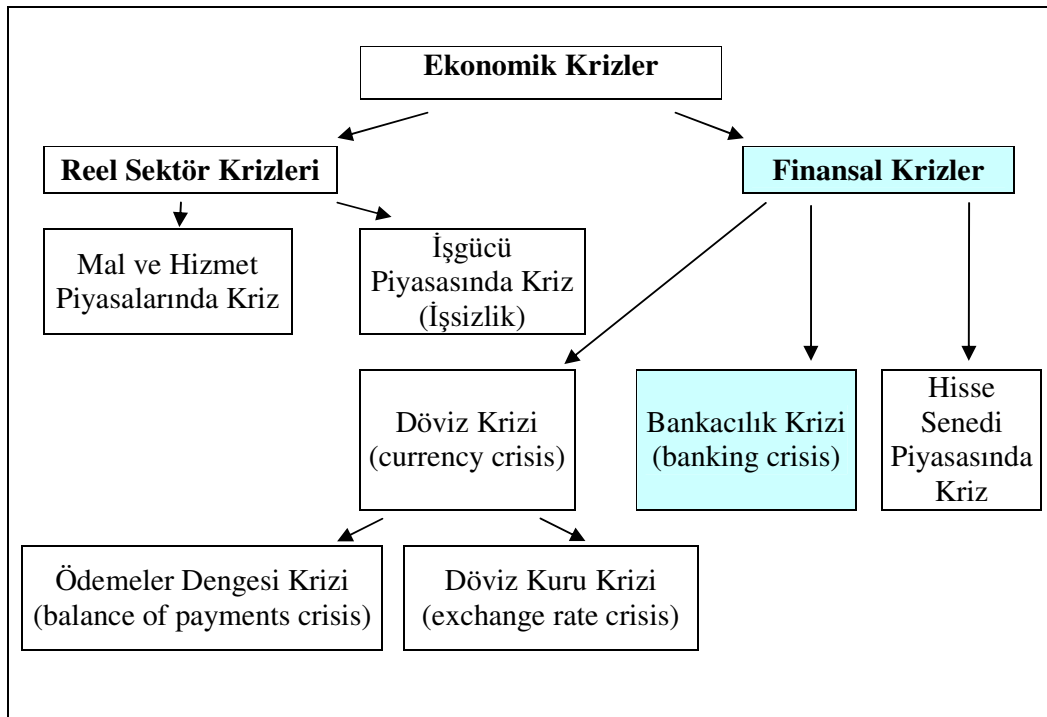 Ekonomik Krizler
Reel Sektör Krizleri
Finansal Krizler
Mal ve Hizmet
Piyasalarında Kriz
İşgücü
Piyasasında Kriz
(İşsizlik)
Döviz Krizi
(currency crisis)
Bankacılık Krizi
(banking crisis)
Hisse
Senedi
Piyasasında
Kriz
Ödemeler Dengesi Krizi
(balance of payments crisis)
Döviz Kuru Krizi
(exchange rate crisis)